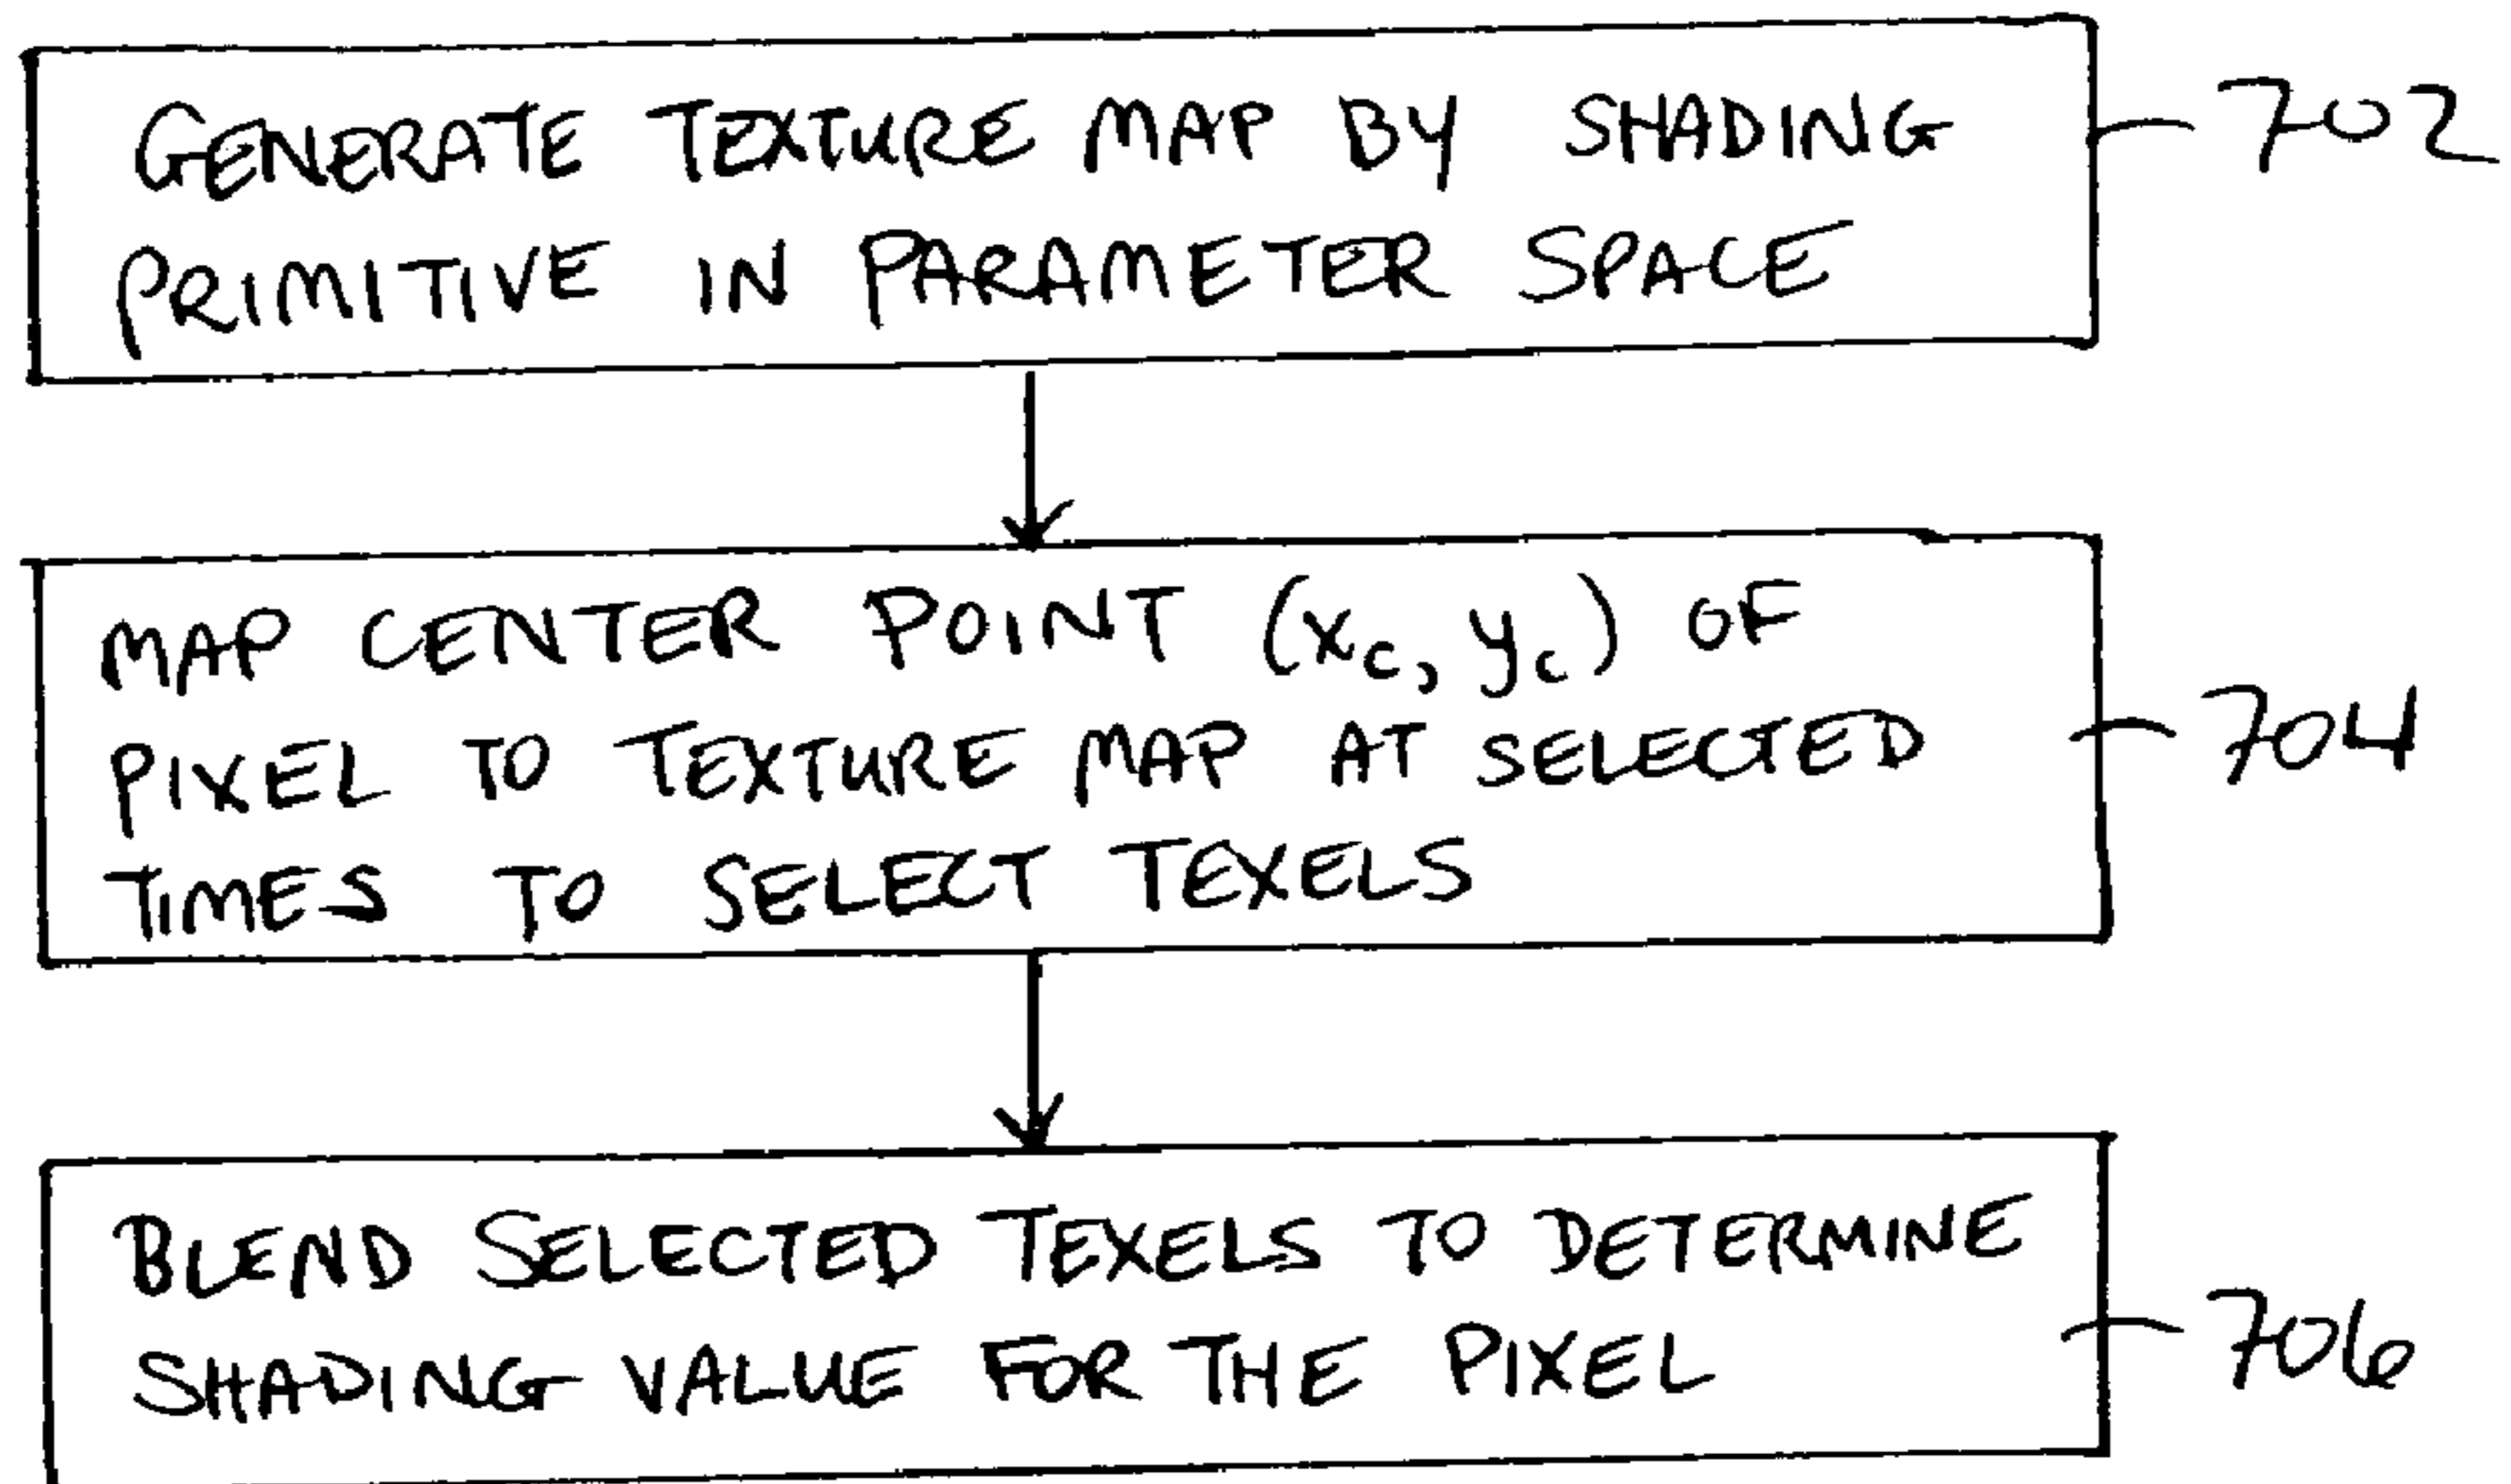 GENERATE TEXTURE MAP BY SHADING
PRIMITIVE IN PARAMETER SPACE
702
MAP CENTER POINT (xc, yc) OF
PIXEL TO TEXTURE MAP AT SELECTED
TIMES TO SELECT TEXELS
704
BLEND SELECTED TEXELS TO DETERMINE
SHADING VALUE FOR THE PIXEL
706